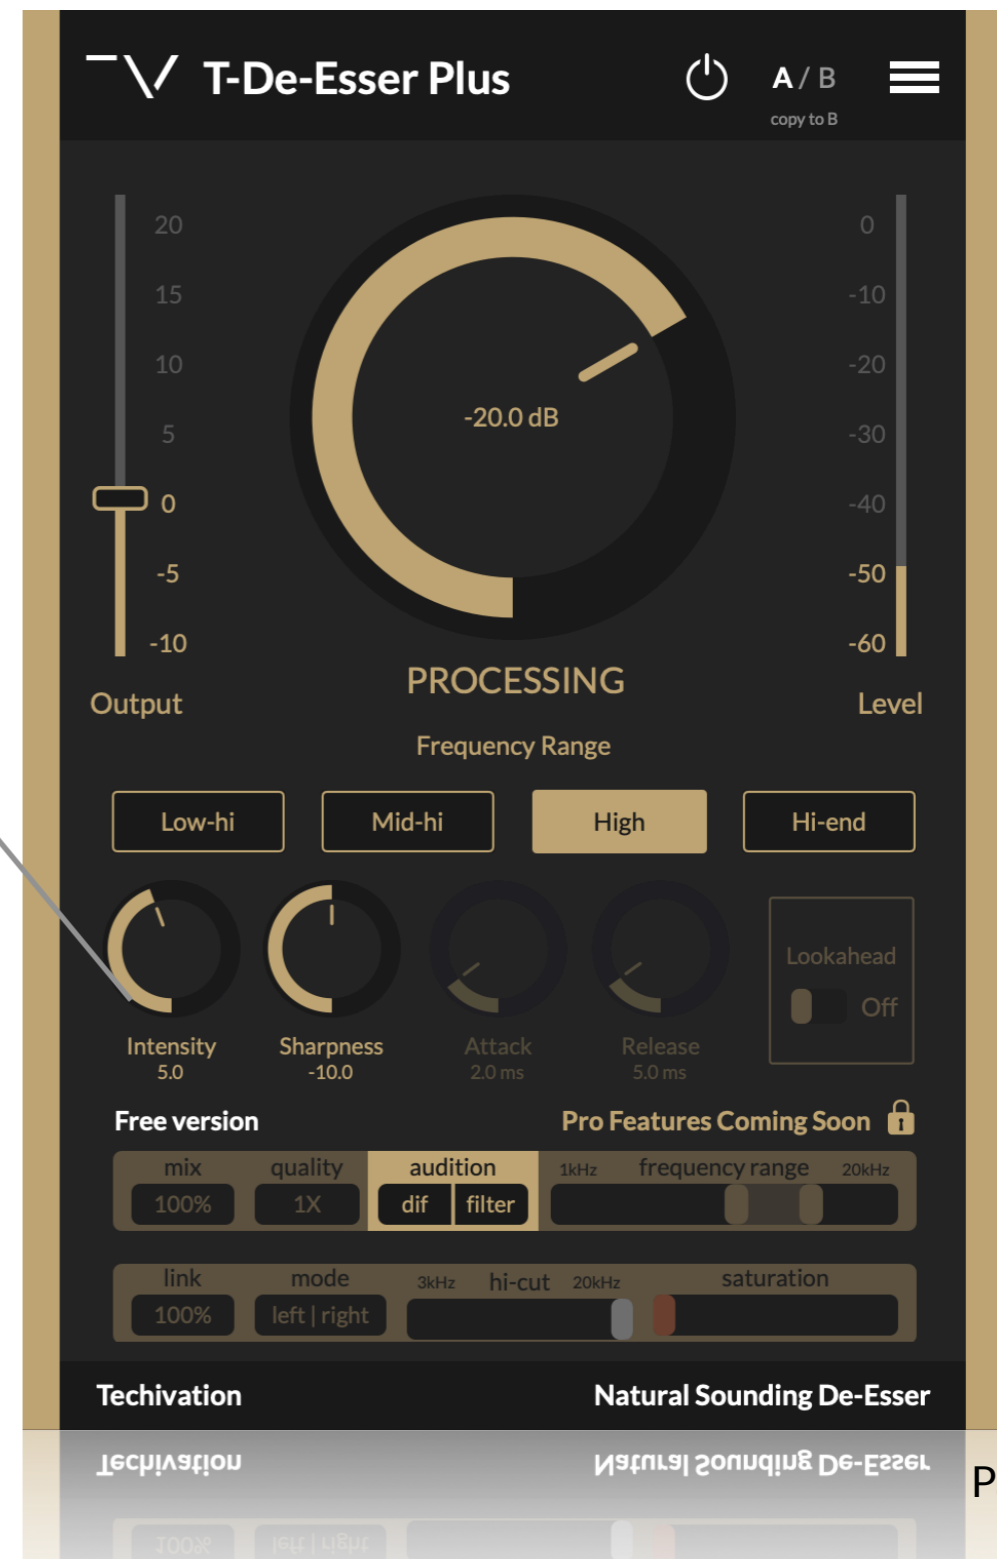 T-De-Esser Plus
A / B
copy to B
20
15
10
5
0
-5
-10
Output
-20.0 dB
PROCESSING
0
-10
-20
-30
-40
-50
-60
Level
Frequency Range
Low-hi
Mid-hi
High
Hi-end
Intensity
5.0
Sharpness
-10.0
Attack
2.0 ms
Release
5.0 ms
Lookahead
Off
Free version
Pro Features Coming Soon
mix
100%
quality
1X
audition
dif
filter
1kHz
frequency range
20kHz
link
100%
mode
left | right
3kHz
hi-cut
20kHz
saturation
Techivation
Natural Sounding De-Esser
P